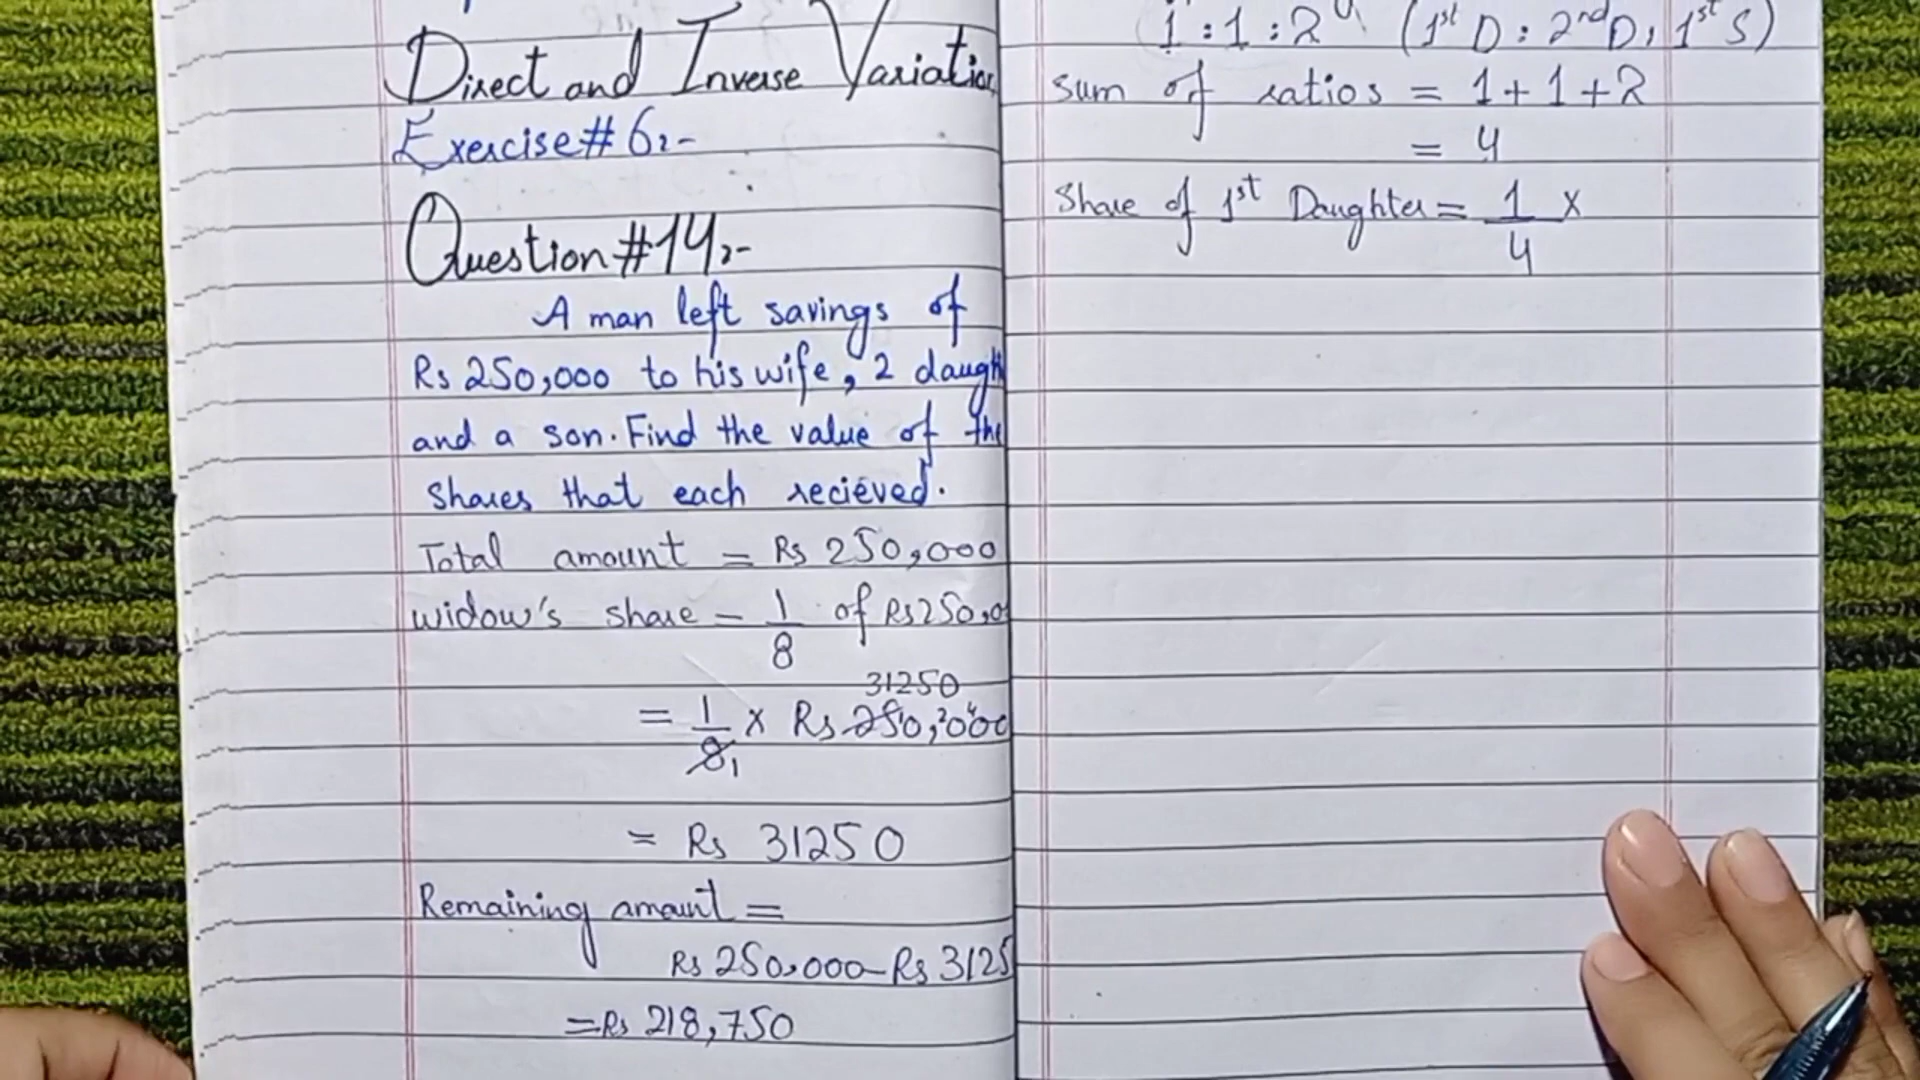 Direct and Inverse Variation
Exercise # 6:-
Question # 14:-
A man left savings of
Rs 250,000 to his wife, 2 daught
and a son. Find the value of the
shares that each recieved.
Total amount = Rs 250,000
widow's share = 1/8 of Rs 250,0
31250
= 1/8 1 x Rs 250,000
= Rs 31250
Remaining amount =
Rs 250,000 - Rs 3125
= Rs 218,750
1 : 1 : 2 (1st D : 2nd D : 1st S)
Sum of ratios = 1 + 1 + 2
= 4
Share of 1st Daughter = 1/4 x